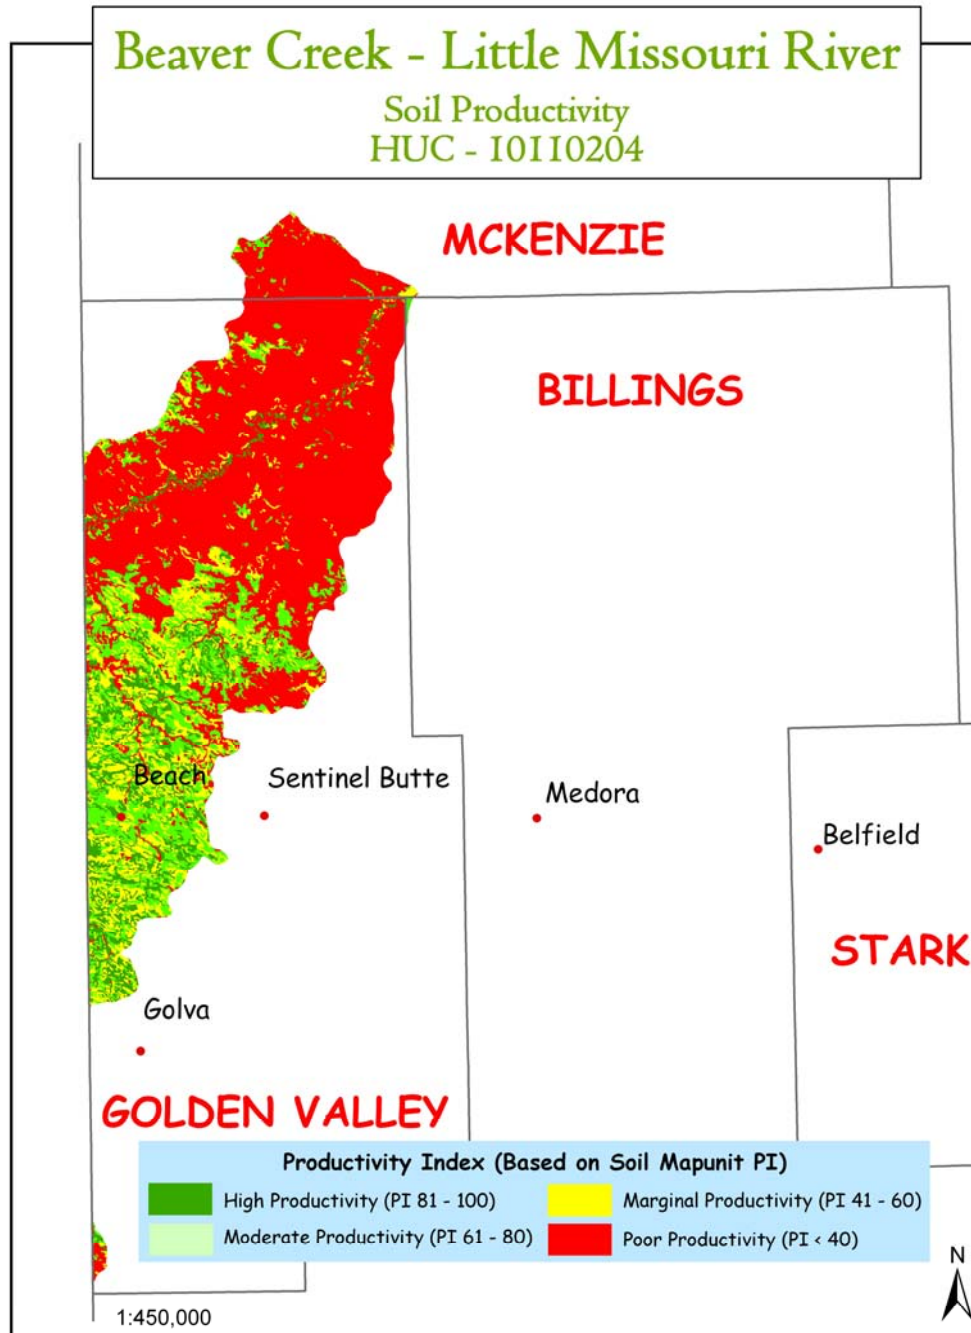 Beaver Creek - Little Missouri River
Soil Productivity
HUC - 10110204
MCKENZIE
BILLINGS
Beach
Sentinel Butte
Medora
Belfield
STARK
Golva
GOLDEN VALLEY
Productivity Index (Based on Soil Mapunit PI)
High Productivity (PI 81 - 100)
Marginal Productivity (PI 41 - 60)
Moderate Productivity (PI 61 - 80)
Poor Productivity (PI < 40)
N
1:450,000